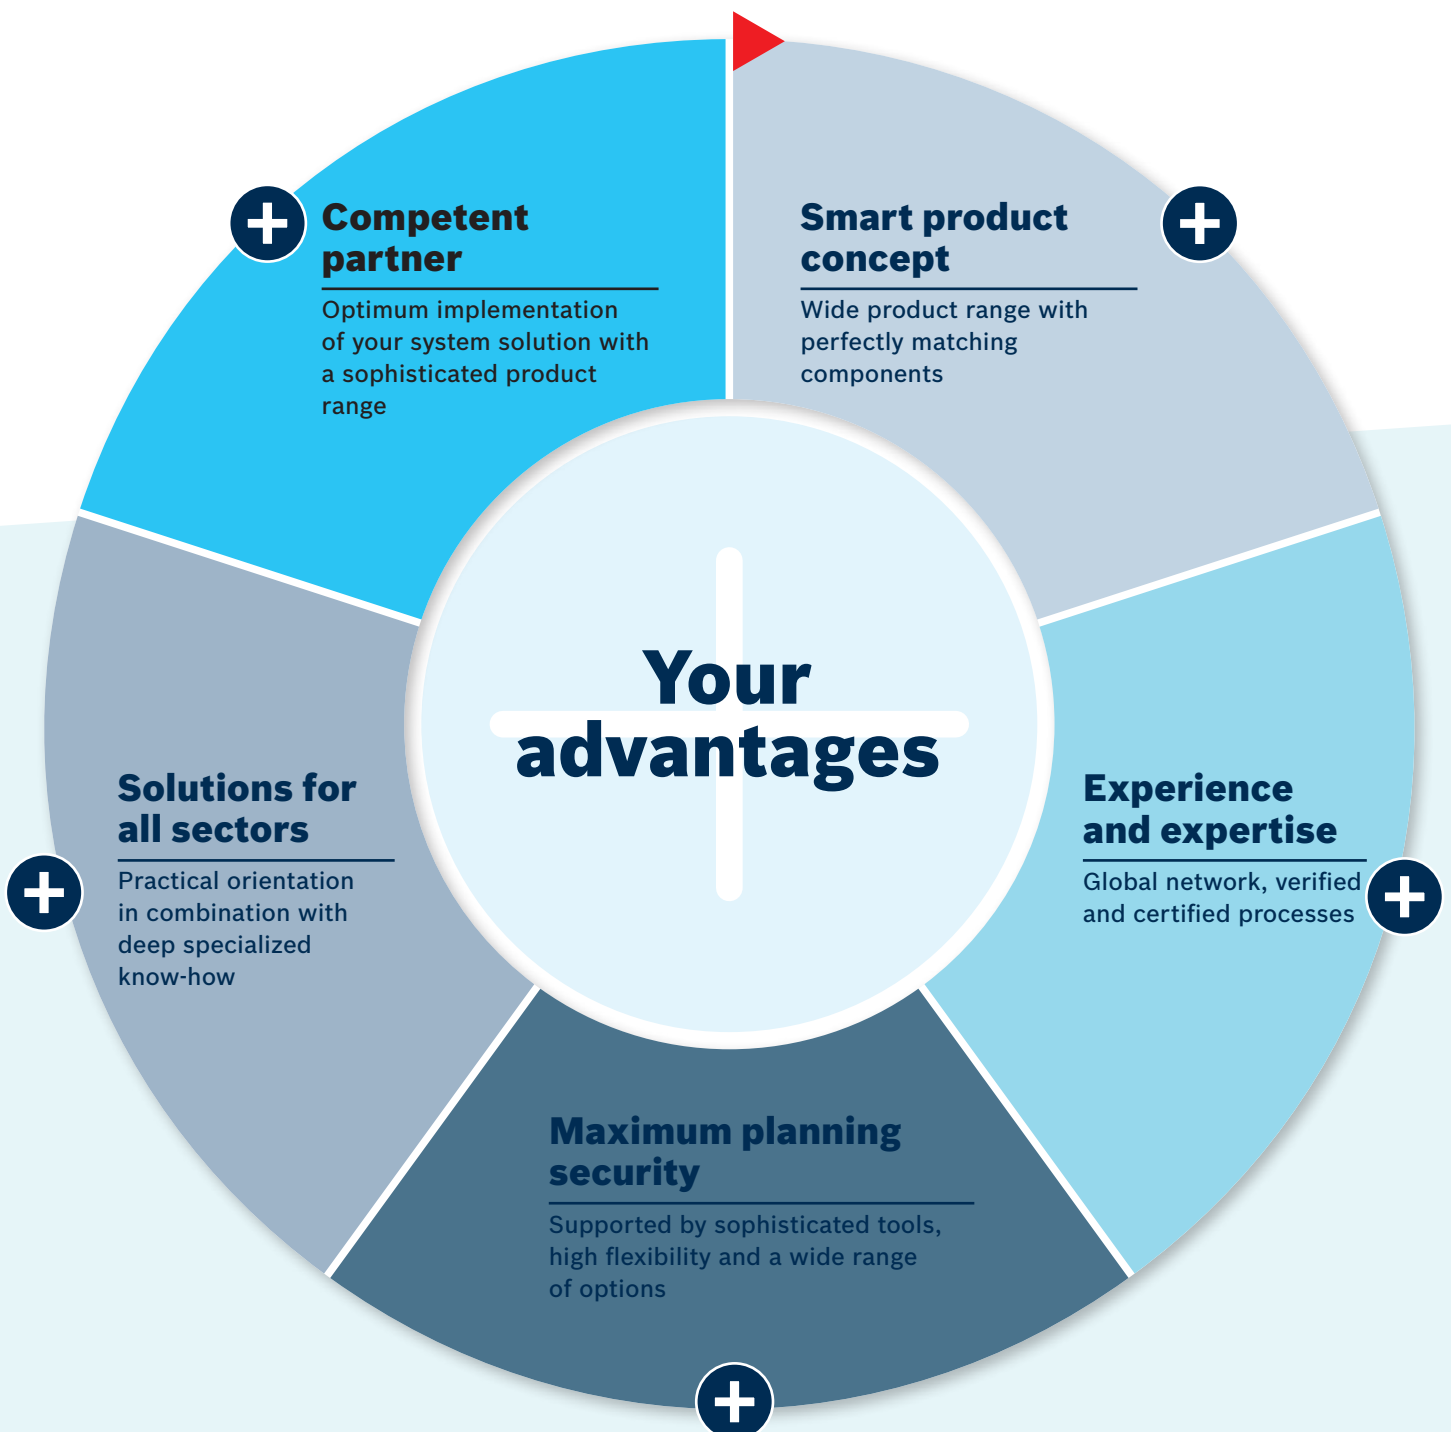 Competent
partner
Optimum implementation
of your system solution with
a sophisticated product
range
Smart product
concept
Wide product range with
perfectly matching
components
Your
advantages
Solutions for
all sectors
Practical orientation
in combination with
deep specialized
know-how
Experience
and expertise
Global network, verified
and certified processes
Maximum planning
security
Supported by sophisticated tools,
high flexibility and a wide range
of options